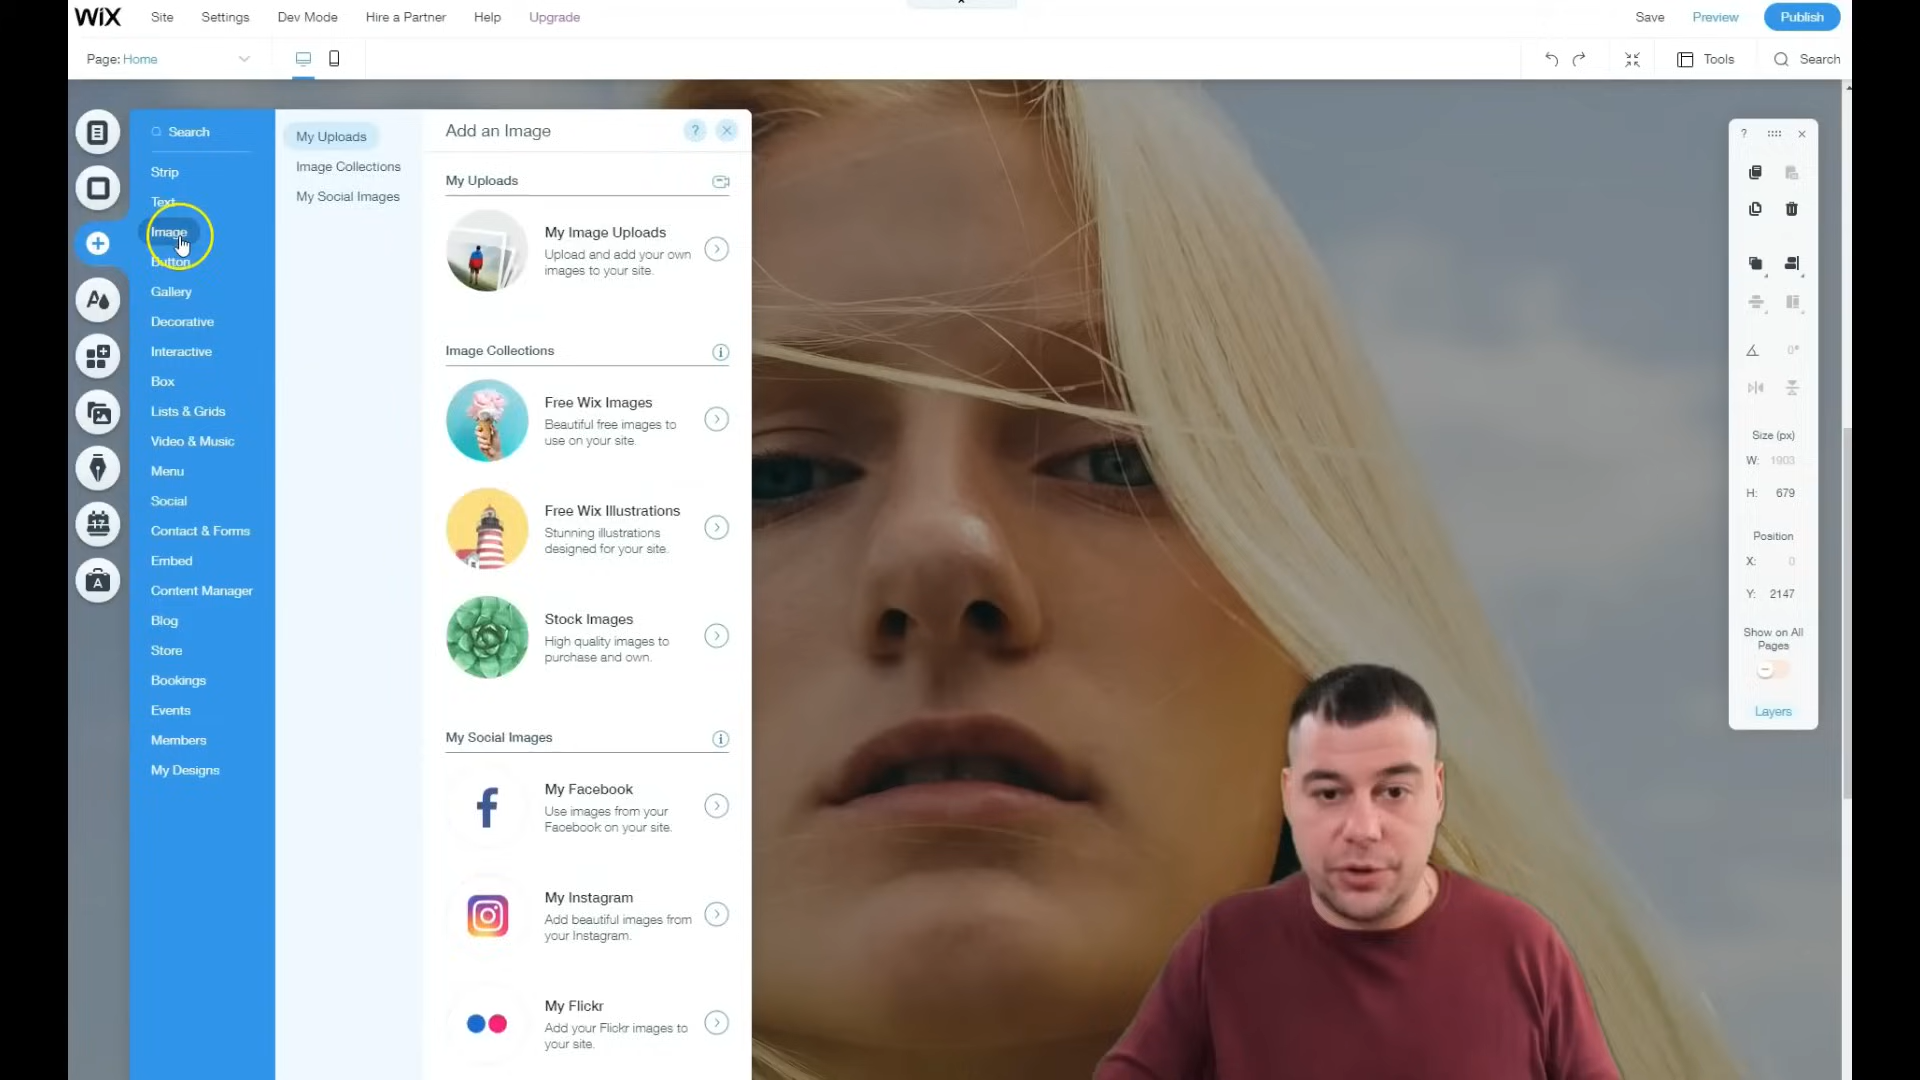 WiX
Site
Settings
Dev Mode
Hire a Partner
Help
Upgrade
Save
Preview
Publish
Page: Home
Tools
Search
Search
Strip
Text
Image
Button
Gallery
Decorative
Interactive
Box
Lists & Grids
Video & Music
Menu
Social
Contact & Forms
Embed
Content Manager
Blog
Store
Bookings
Events
Members
My Designs
My Uploads
Image Collections
My Social Images
Add an Image
?
My Uploads
My Image Uploads
Upload and add your own
images to your site.
Image Collections
Free Wix Images
Beautiful free images to
use on your site.
Free Wix Illustrations
Stunning illustrations
designed for your site.
Stock Images
High quality images to
purchase and own.
My Social Images
My Facebook
Use images from your
Facebook on your site.
My Instagram
Add beautiful images from
your Instagram.
My Flickr
Add your Flickr images to
your site.
?
0°
Size (px)
W: 1903
H: 679
Position
X: 0
Y: 2147
Show on All
Pages
Layers
17
A
A